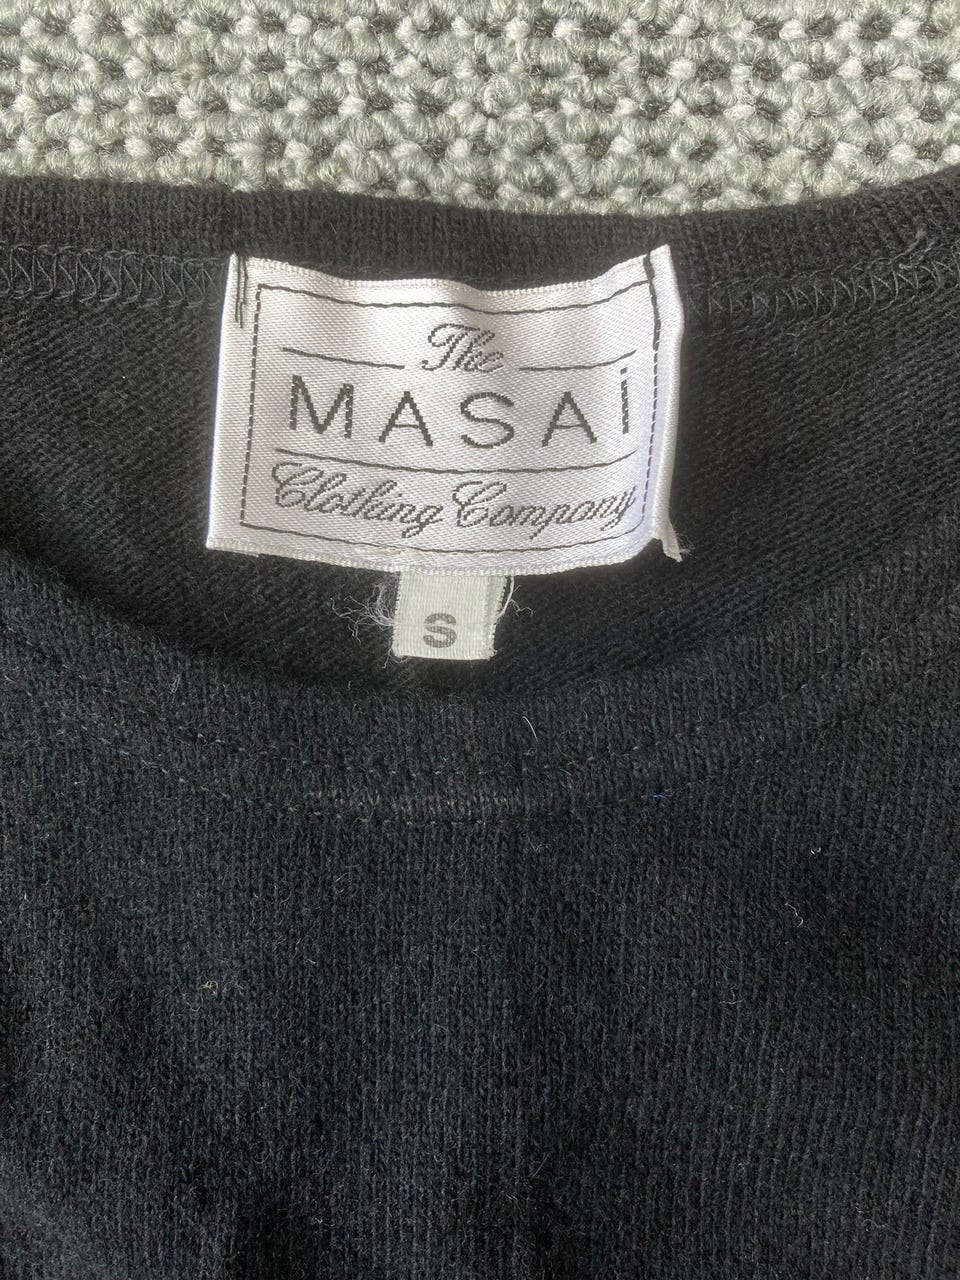 The
MASAi
Clothing Company
S